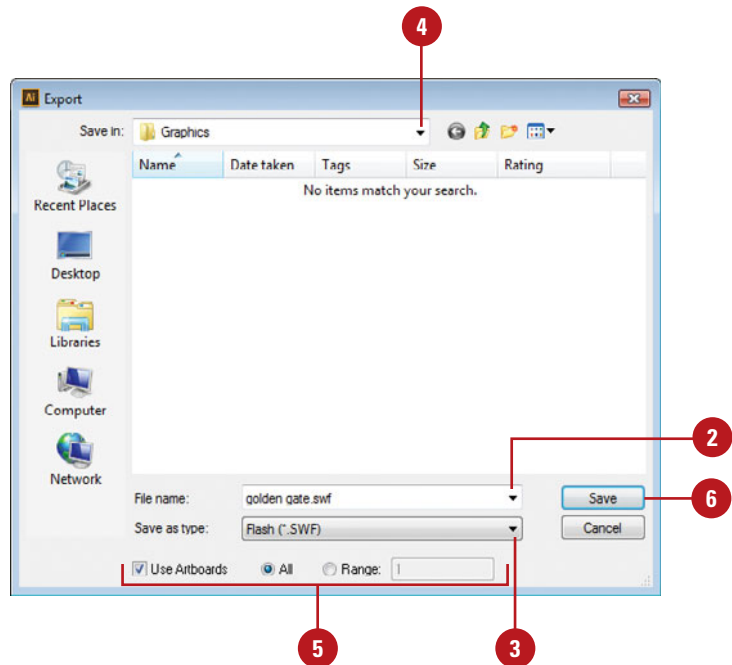 4
Ai Export
Save in: Graphics
Name Date taken Tags Size Rating
No items match your search.
Recent Places
Desktop
Libraries
Computer
Network
2
File name: golden gate.swf Save 6
Save as type: Flash (*.SWF) Cancel
Use Artboards All Range: 1
5 3